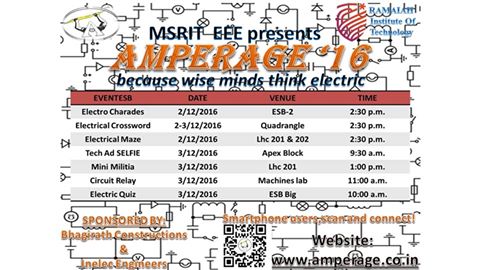 MSRIT EEE presents
RAMAIAH
Institute Of
Technology
AMPERAGE '16
because wise minds think electric
EVENTESB DATE VENUE TIME
Electro Charades 2/12/2016 ESB-2 2:30 p.m.
Electrical Crossword 2-3/12/2016 Quadrangle 2:30 p.m.
Electrical Maze 2/12/2016 Lhc 201 & 202 2:30 p.m.
Tech Ad SELFIE 3/12/2016 Apex Block 9:30 a.m.
Mini Militia 3/12/2016 Lhc 201 1:00 p.m.
Circuit Relay 3/12/2016 Machines lab 11:00 a.m.
Electric Quiz 3/12/2016 ESB Big 10:00 a.m.
SPONSORED BY:
Bhagirath Constructions
&
Inelec Engineers
Smartphone users scan and connect!
Website:
www.amperage.co.in